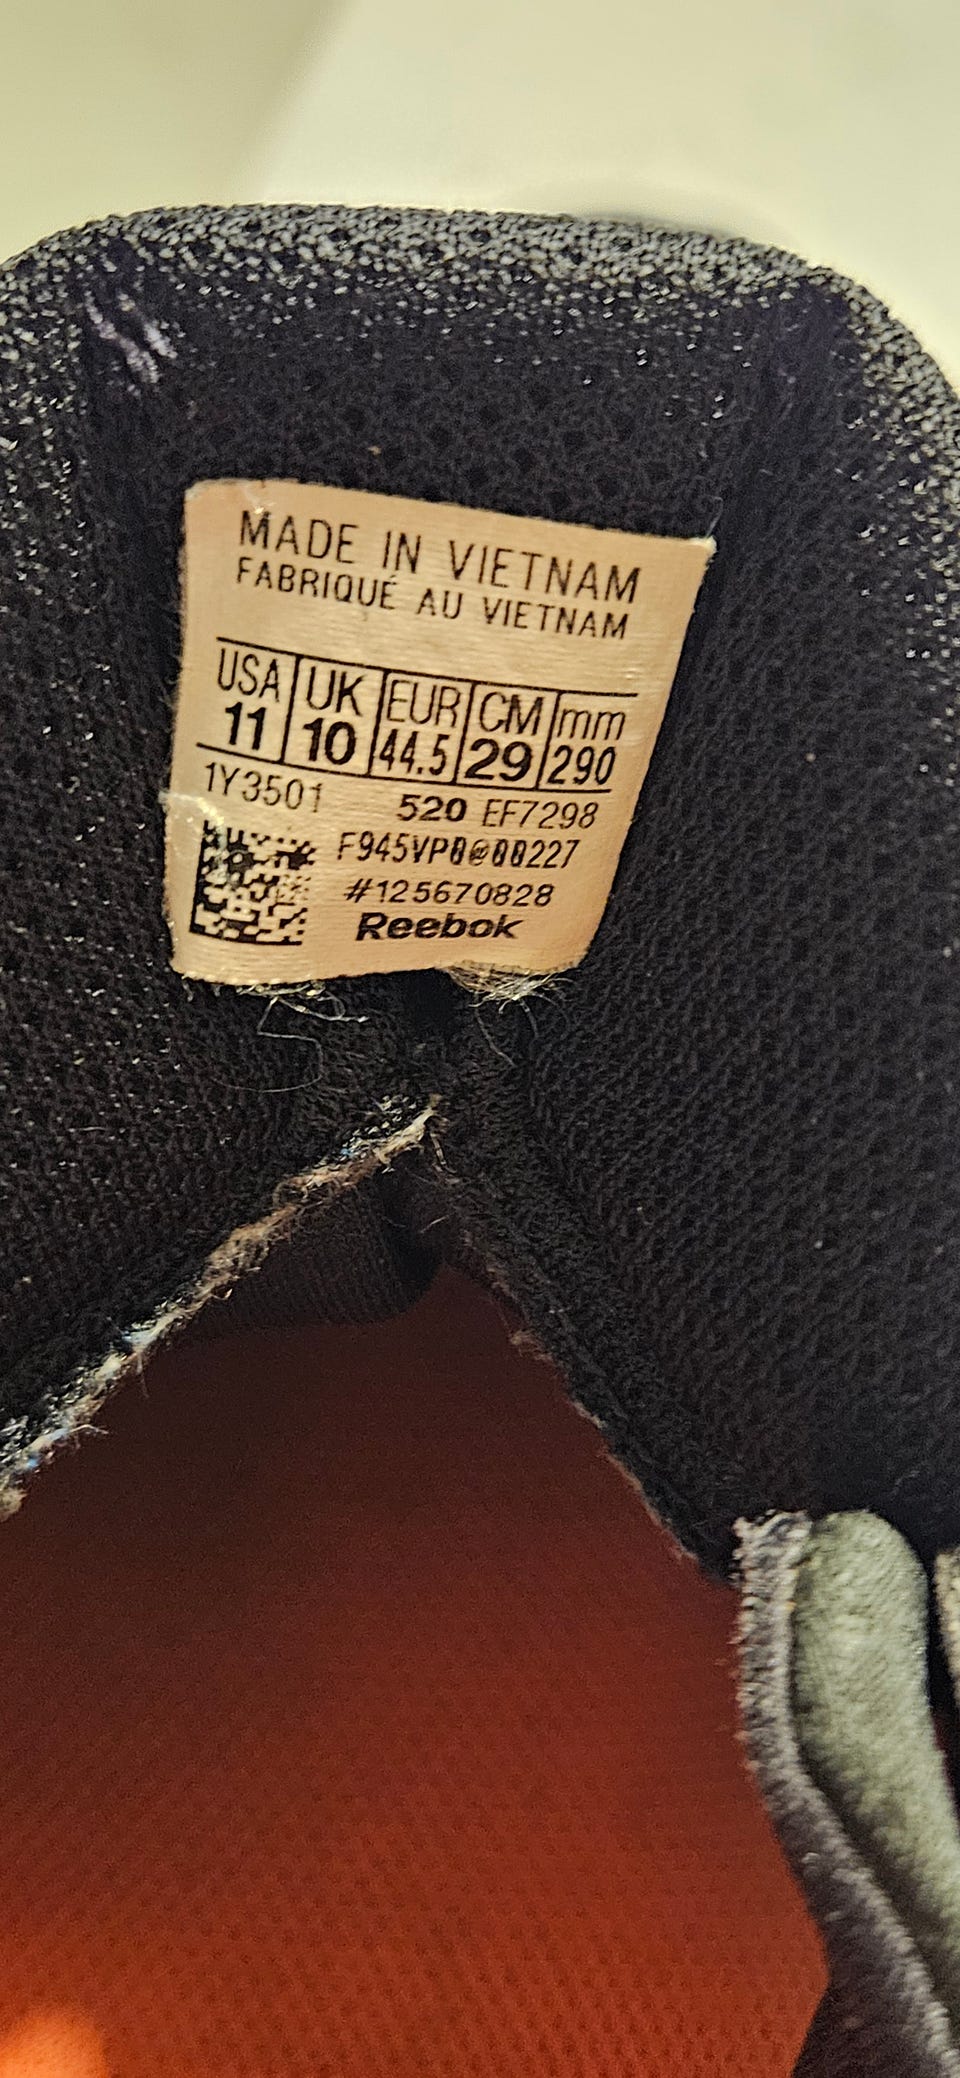 MADE IN VIETNAM
FABRIQUÉ AU VIETNAM
USA UK EUR CM mm
11 10 44.5 29 290
1Y3501 520 EF7298
F945VP0@00227
#125670828
Reebok